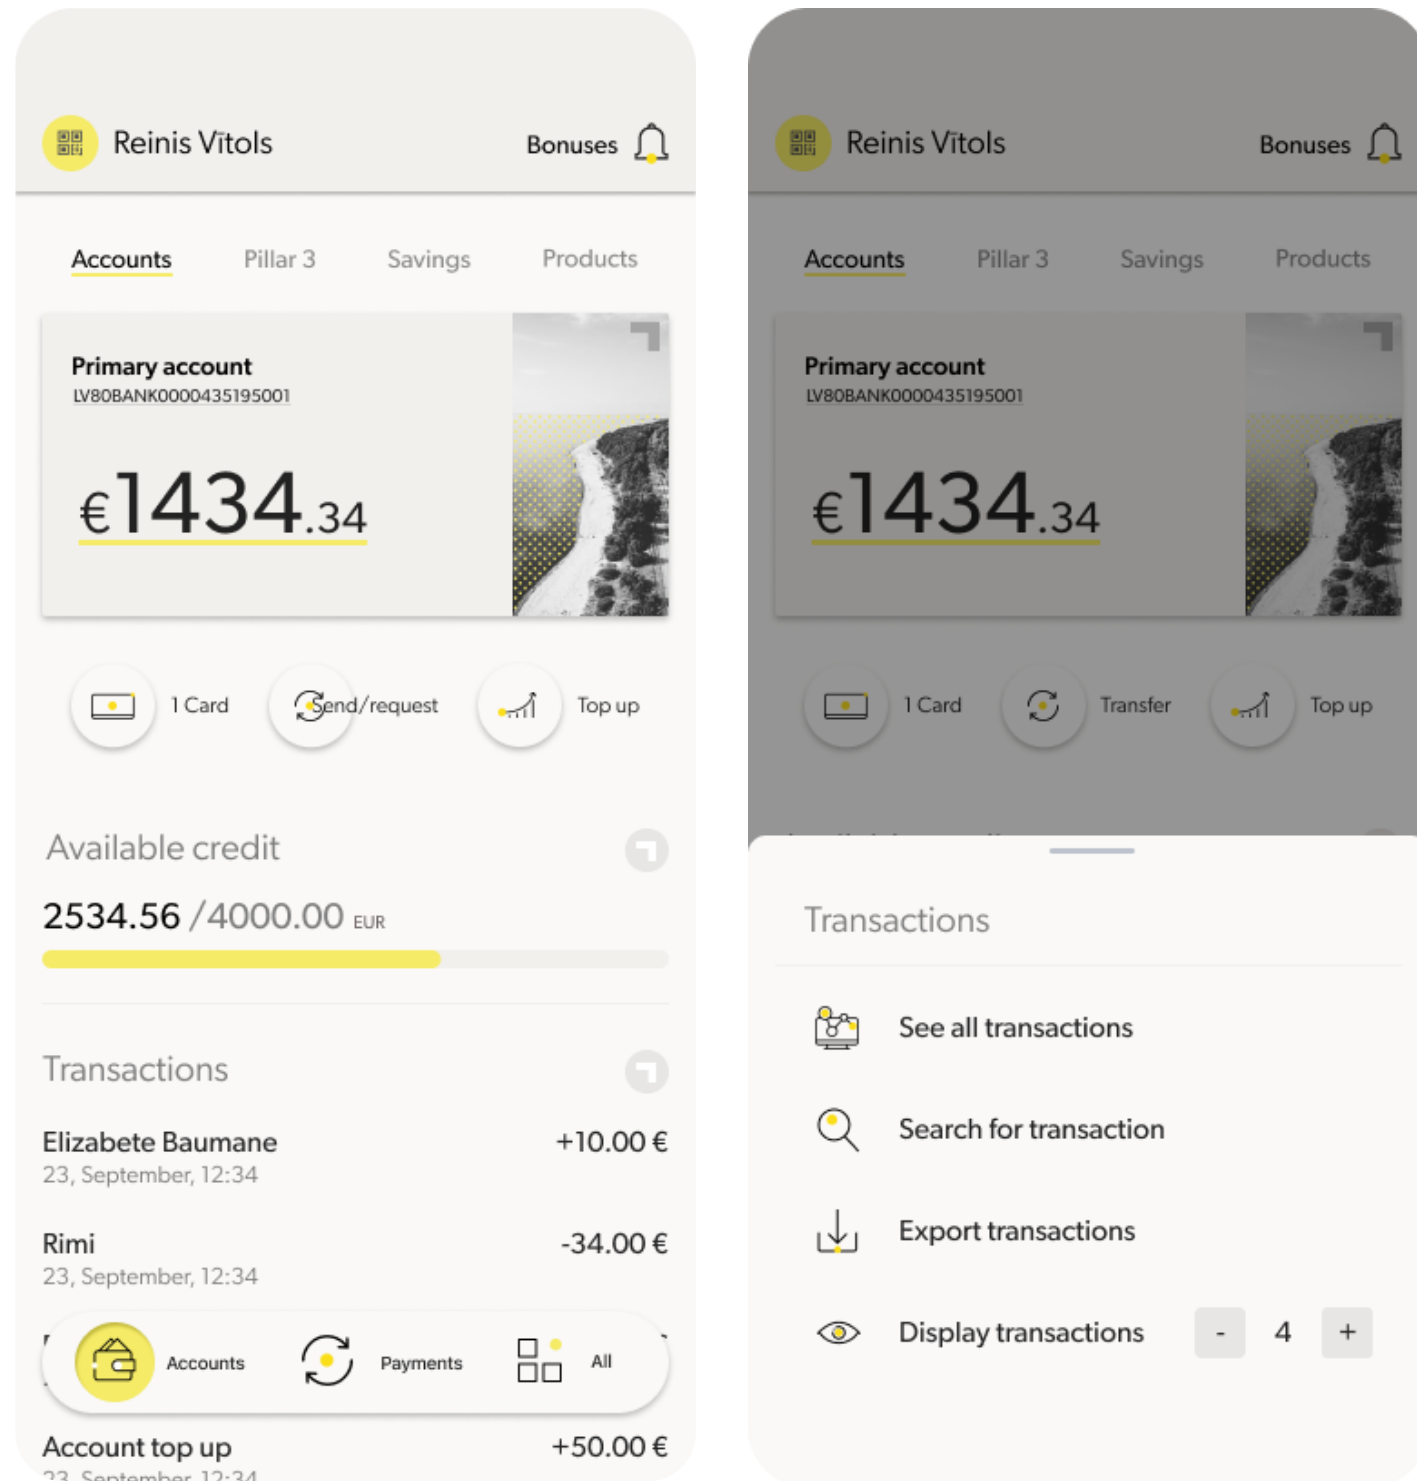 Reinis Vītols
Bonuses
Accounts
Pillar 3
Savings
Products
Primary account
LV80BANK0000435195001
€1434.34
1 Card
Send/request
Top up
Available credit
2534.56 /4000.00 EUR
Transactions
Elizabete Baumane +10.00 €
23, September, 12:34
Rimi -34.00 €
23, September, 12:34
Accounts
Payments
All
Account top up +50.00 €
23, September, 12:34
Reinis Vītols
Bonuses
Accounts
Pillar 3
Savings
Products
Primary account
LV80BANK0000435195001
€1434.34
1 Card
Transfer
Top up
Transactions
See all transactions
Search for transaction
Export transactions
Display transactions - 4 +